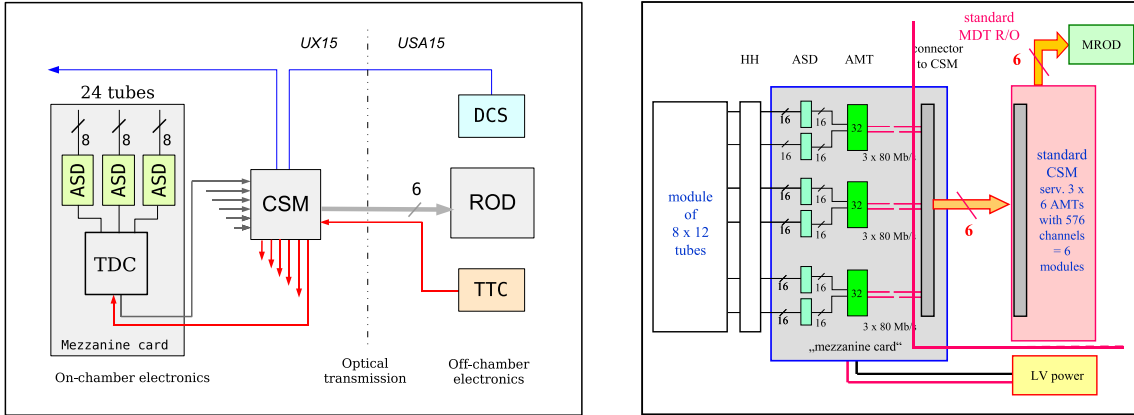 UX15
USA15
24 tubes
8
8
8
ASD
ASD
ASD
TDC
Mezzanine card
CSM
6
DCS
ROD
TTC
On-chamber electronics
Optical
transmission
Off-chamber
electronics
standard
MDT R/O
6
MROD
HH
ASD
AMT
connector
to CSM
module
of
8 x 12
tubes
16
16
32
16
16
3 x 80 Mb/s
16
16
32
16
16
3 x 80 Mb/s
16
16
32
16
16
3 x 80 Mb/s
6
standard
CSM
serv. 3 x
6 AMTs
with 576
channels
= 6
modules
„mezzanine card“
LV power